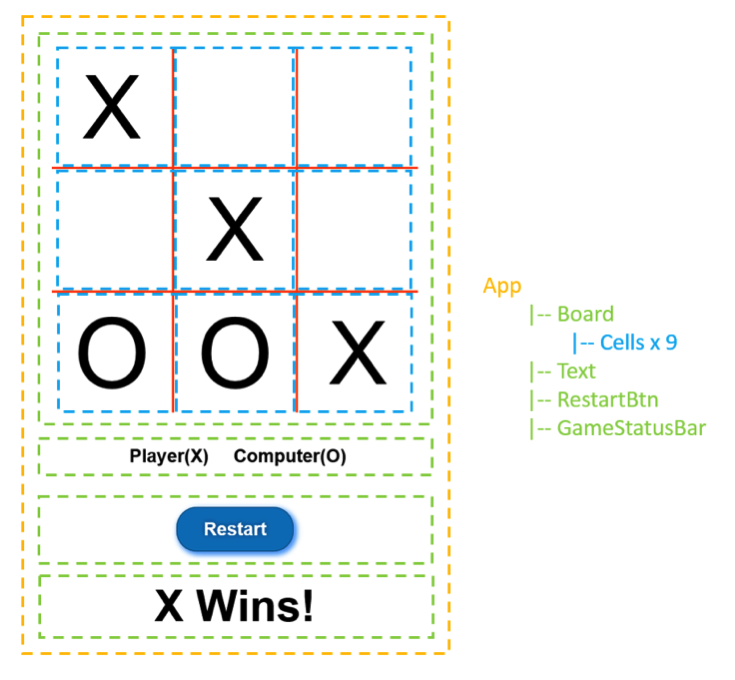 X
X
O O X
Player(X) Computer(O)
Restart
X Wins!
App
|-- Board
|-- Cells x 9
|-- Text
|-- RestartBtn
|-- GameStatusBar